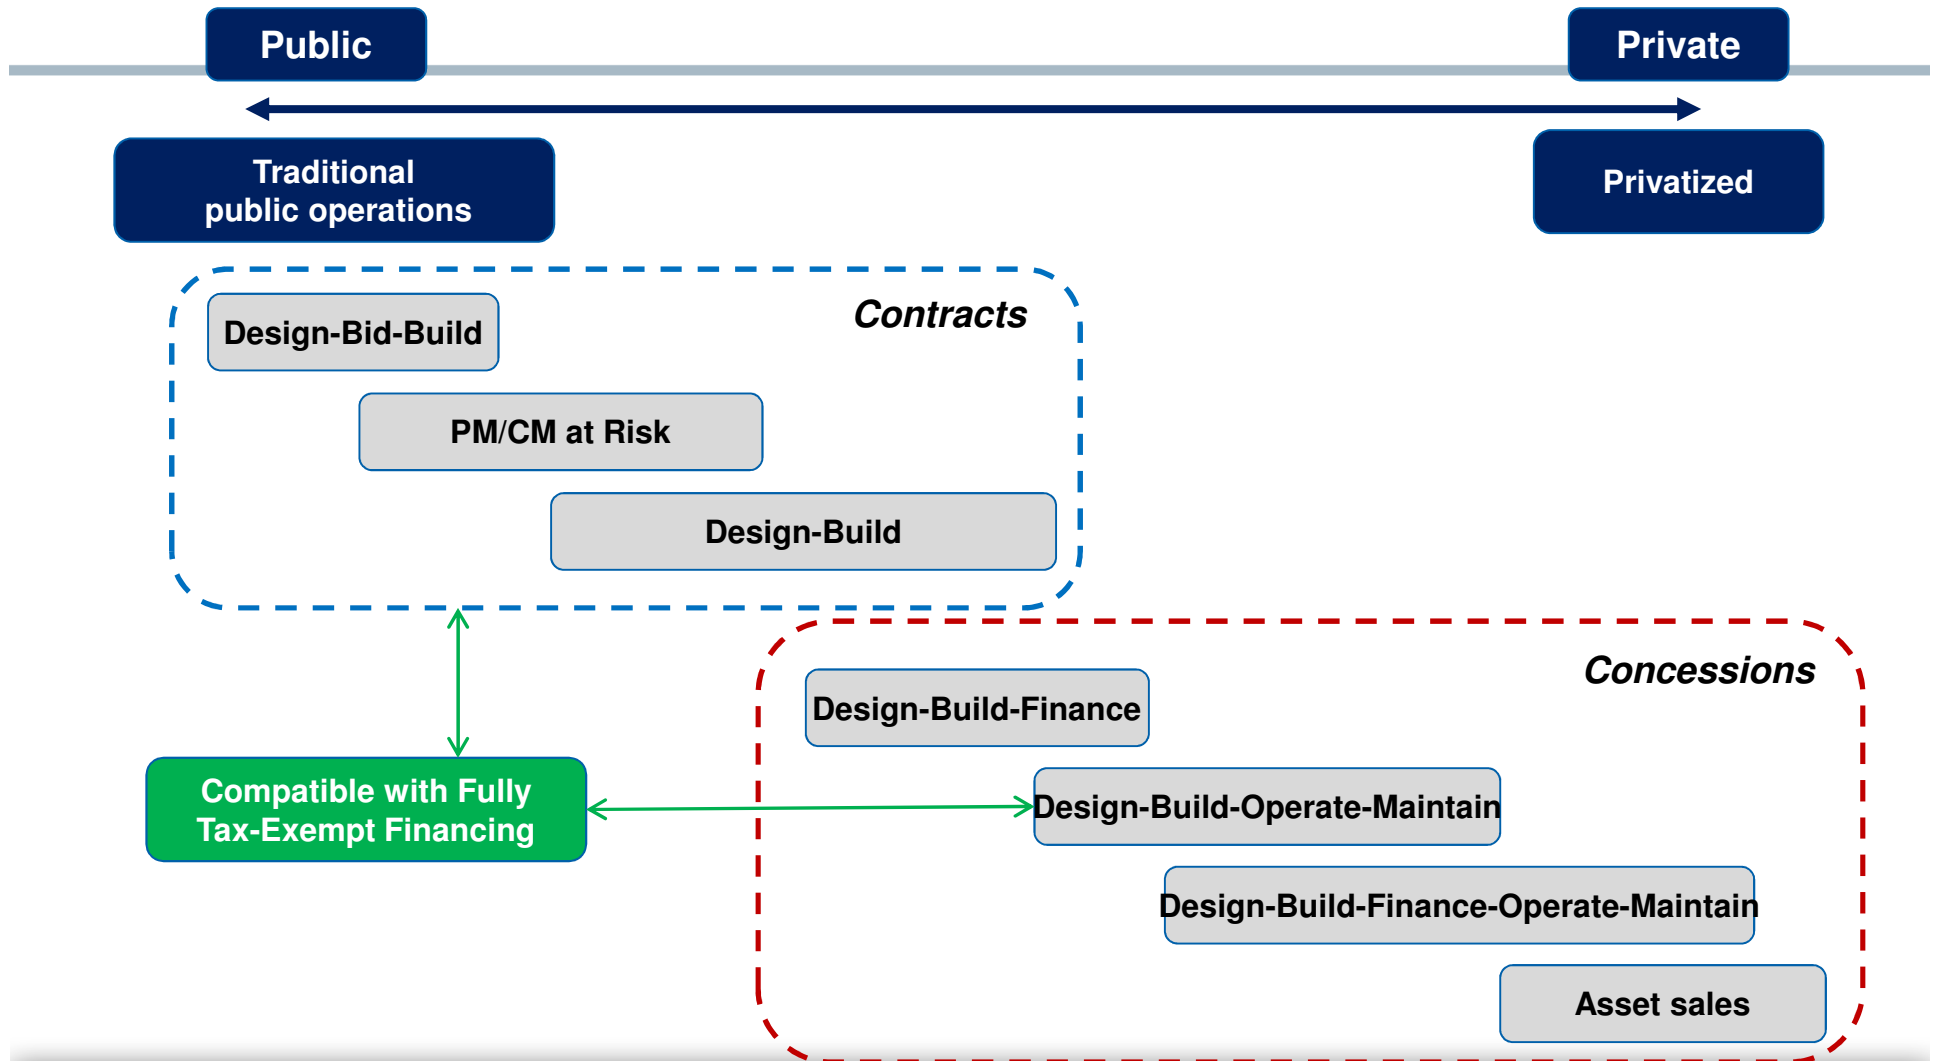 Public
Private
Traditional
public operations
Privatized
Contracts
Design-Bid-Build
PM/CM at Risk
Design-Build
Concessions
Design-Build-Finance
Compatible with Fully
Tax-Exempt Financing
Design-Build-Operate-Maintain
Design-Build-Finance-Operate-Maintain
Asset sales